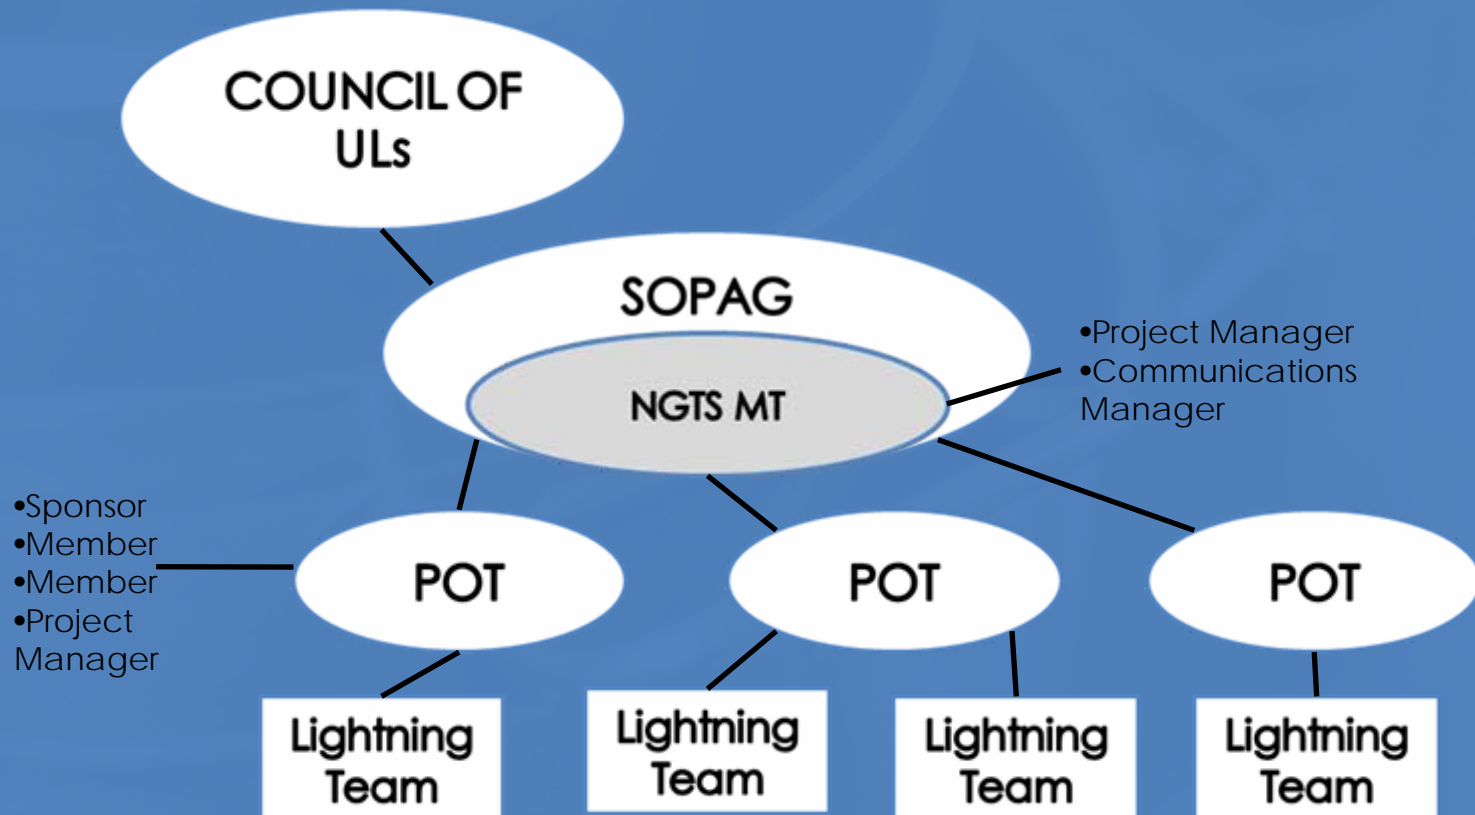 COUNCIL OF
ULs
SOPAG
NGTS MT
•Project Manager
•Communications
Manager
•Sponsor
•Member
•Member
•Project
Manager
POT
POT
POT
Lightning
Team
Lightning
Team
Lightning
Team
Lightning
Team